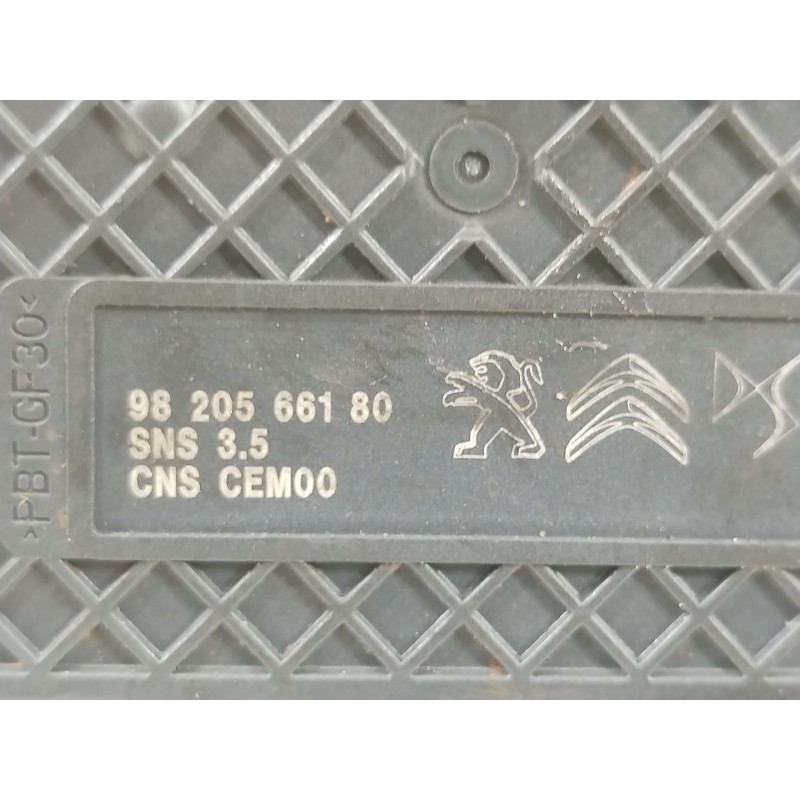 >PBT-GF30<
98 205 661 80
SNS 3.5
CNS CEM00